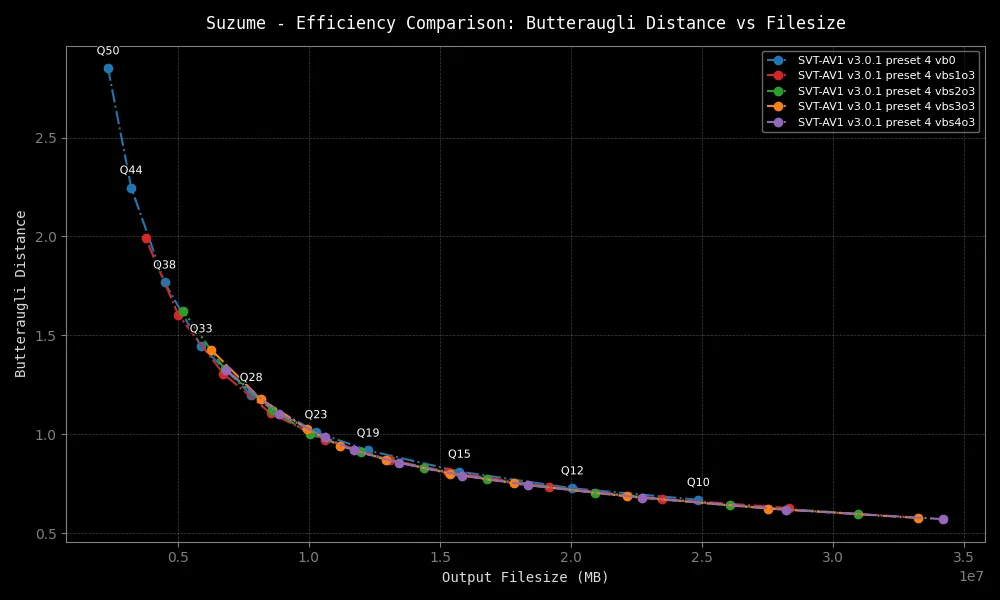 Suzume - Efficiency Comparison: Butteraugli Distance vs Filesize
Q50
SVT-AV1 v3.0.1 preset 4 vb0
SVT-AV1 v3.0.1 preset 4 vbs1o3
SVT-AV1 v3.0.1 preset 4 vbs2o3
SVT-AV1 v3.0.1 preset 4 vbs3o3
SVT-AV1 v3.0.1 preset 4 vbs4o3
2.5
Q44
2.0
Q38
Q33
1.5
Q28
Q23
Q19
1.0
Q15
Q12
Q10
0.5
Butteraugli Distance
0.5 1.0 1.5 2.0 2.5 3.0 3.5
1e7
Output Filesize (MB)